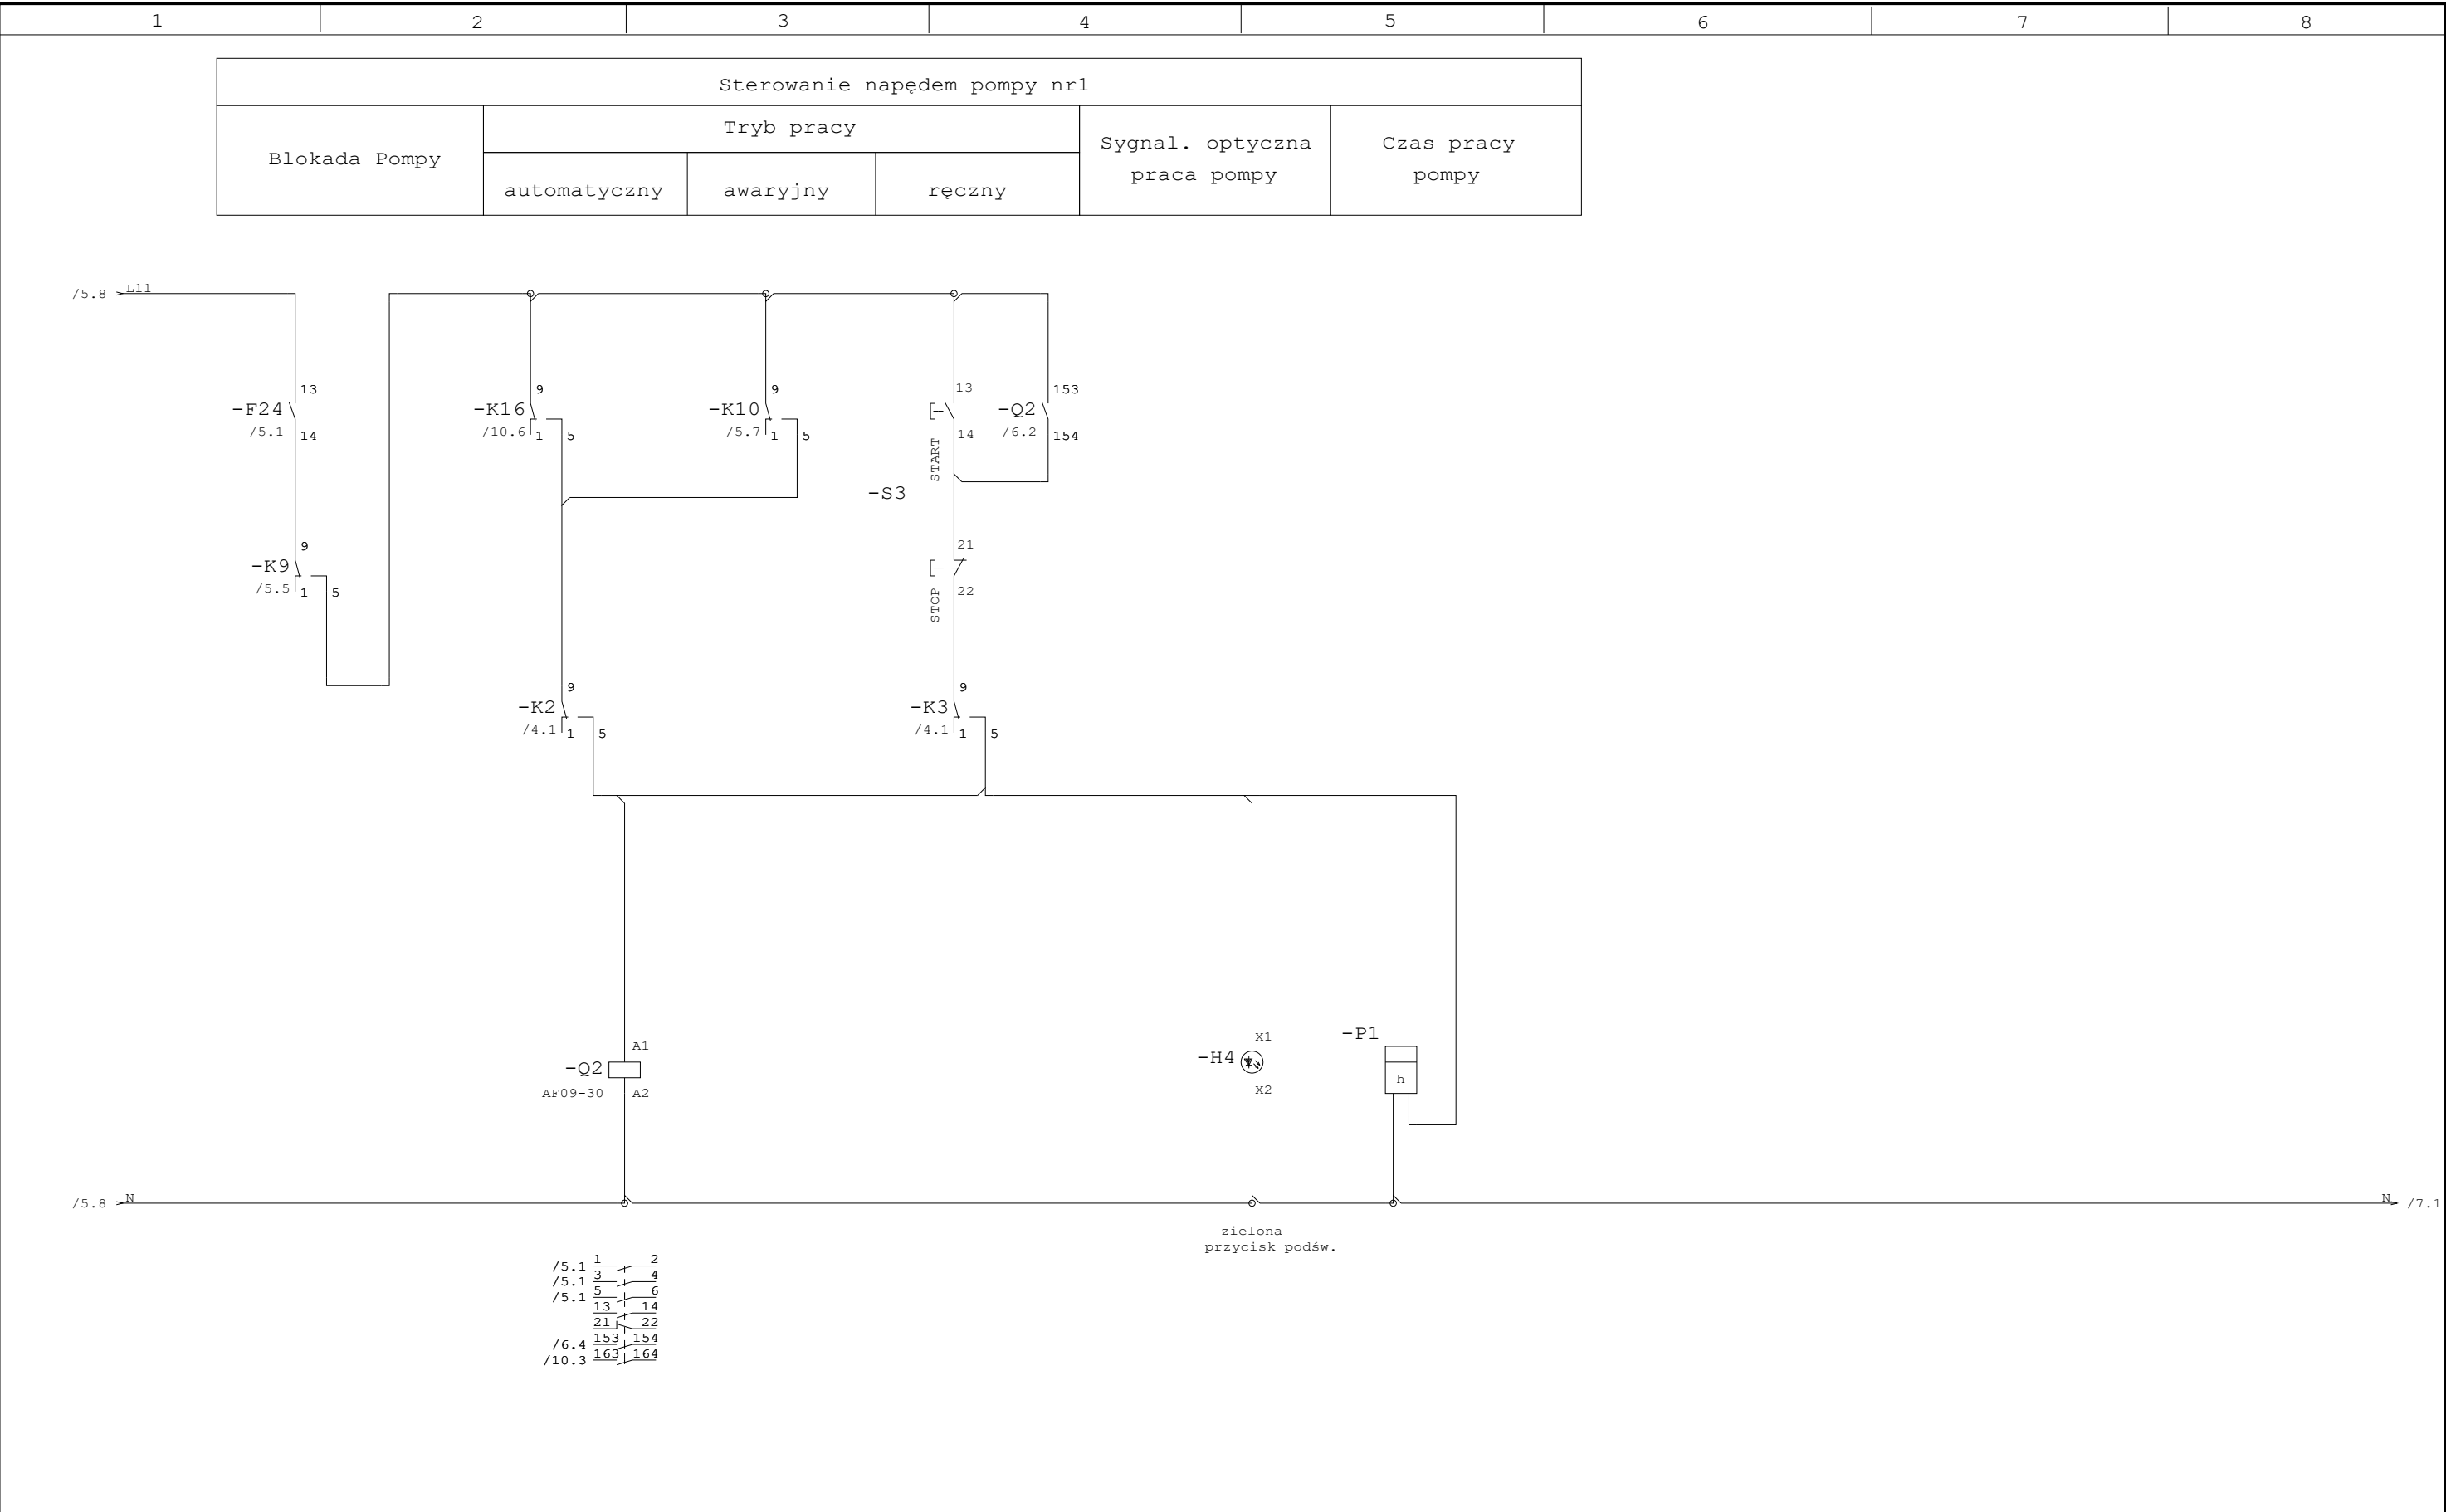 1 2 3 4 5 6 7 8
Sterowanie napędem pompy nr1
Blokada Pompy
Tryb pracy
automatyczny
awaryjny
ręczny
Sygnal. optyczna
praca pompy
Czas pracy
pompy
/5.8
L11
13
-F24
/5.1
14
9
-K9
/5.5
1
5
9
-K16
/10.6
1
5
9
-K10
/5.7
1
5
13
14
START
-S3
153
-Q2
/6.2
154
21
22
STOP
9
-K2
/4.1
1
5
9
-K3
/4.1
1
5
A1
-Q2
AF09-30
A2
X1
-H4
X2
-P1
h
/5.8
N
N
/7.1
zielona
przycisk podśw.
/5.1 1 2
/5.1 3 4
/5.1 5 6
13 14
21 22
/6.4 153 154
/10.3 163 164